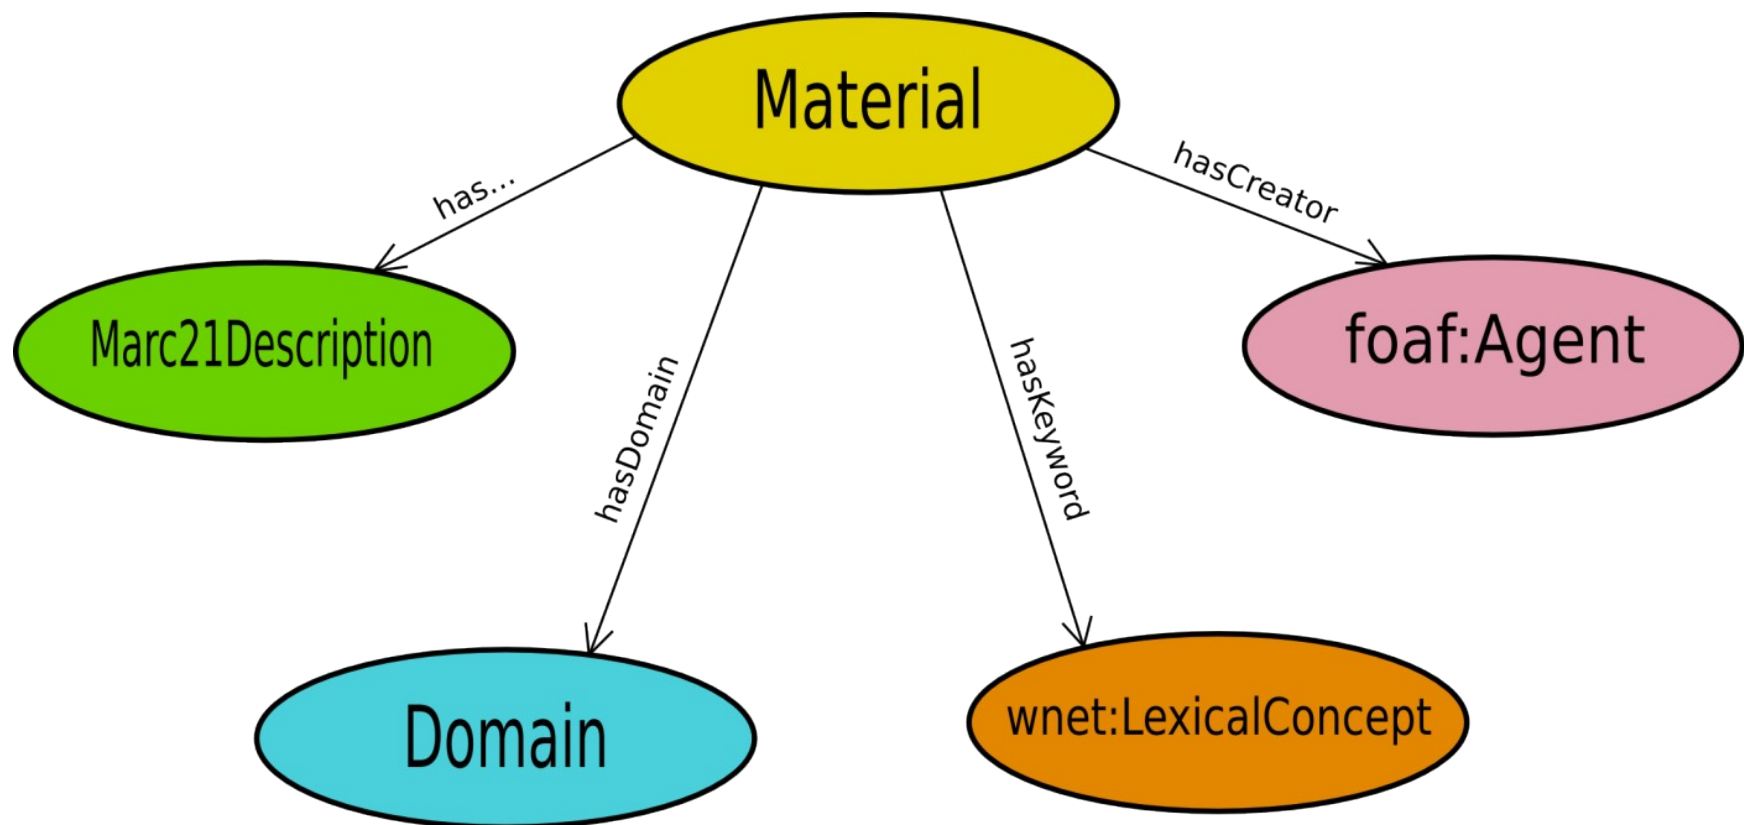 Material
has...
hasCreator
Marc21Description
foaf:Agent
hasDomain
hasKeyword
Domain
wnet:LexicalConcept